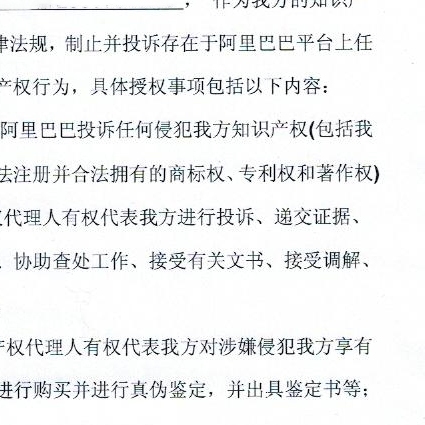 ，作为我方的知识产
律法规，制止并投诉存在于阿里巴巴平台上任
产权行为，具体授权事项包括以下内容：
阿里巴巴投诉任何侵犯我方知识产权(包括我
法注册并合法拥有的商标权、专利权和著作权)
代理人有权代表我方进行投诉、递交证据、
、协助查处工作、接受有关文书、接受调解、
产权代理人有权代表我方对涉嫌侵犯我方享有
进行购买并进行真伪鉴定，并出具鉴定书等；